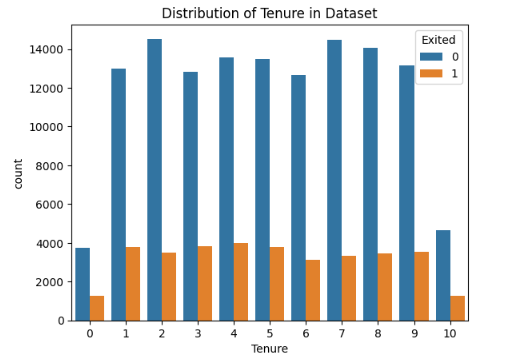 Distribution of Tenure in Dataset
Exited
0
1
14000
12000
10000
8000
6000
4000
2000
0
count
0 1 2 3 4 5 6 7 8 9 10
Tenure